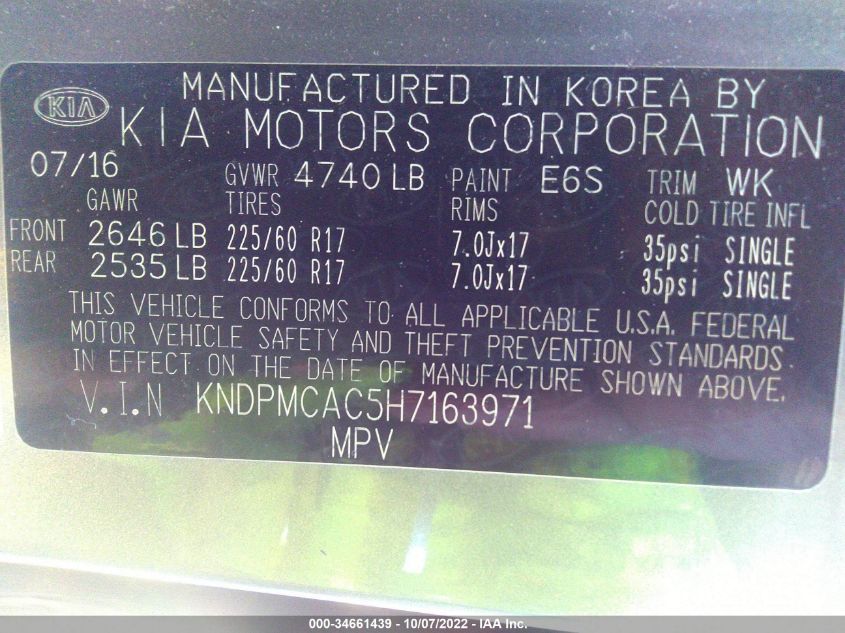 MANUFACTURED IN KOREA BY
KIA KIA MOTORS CORPORATION
07/16 GVWR 4740 LB PAINT E6S TRIM WK
GAWR TIRES RIMS COLD TIRE INFL
FRONT 2646 LB 225/60 R17 7.0Jx17 35psi SINGLE
REAR 2535 LB 225/60 R17 7.0Jx17 35psi SINGLE
THIS VEHICLE CONFORMS TO ALL APPLICABLE U.S.A. FEDERAL
MOTOR VEHICLE SAFETY AND THEFT PREVENTION STANDARDS
IN EFFECT ON THE DATE OF MANUFACTURE SHOWN ABOVE.
V.I.N KNDPMCAC5H7163971
MPV
000-34661439 - 10/07/2022 - IAA Inc.